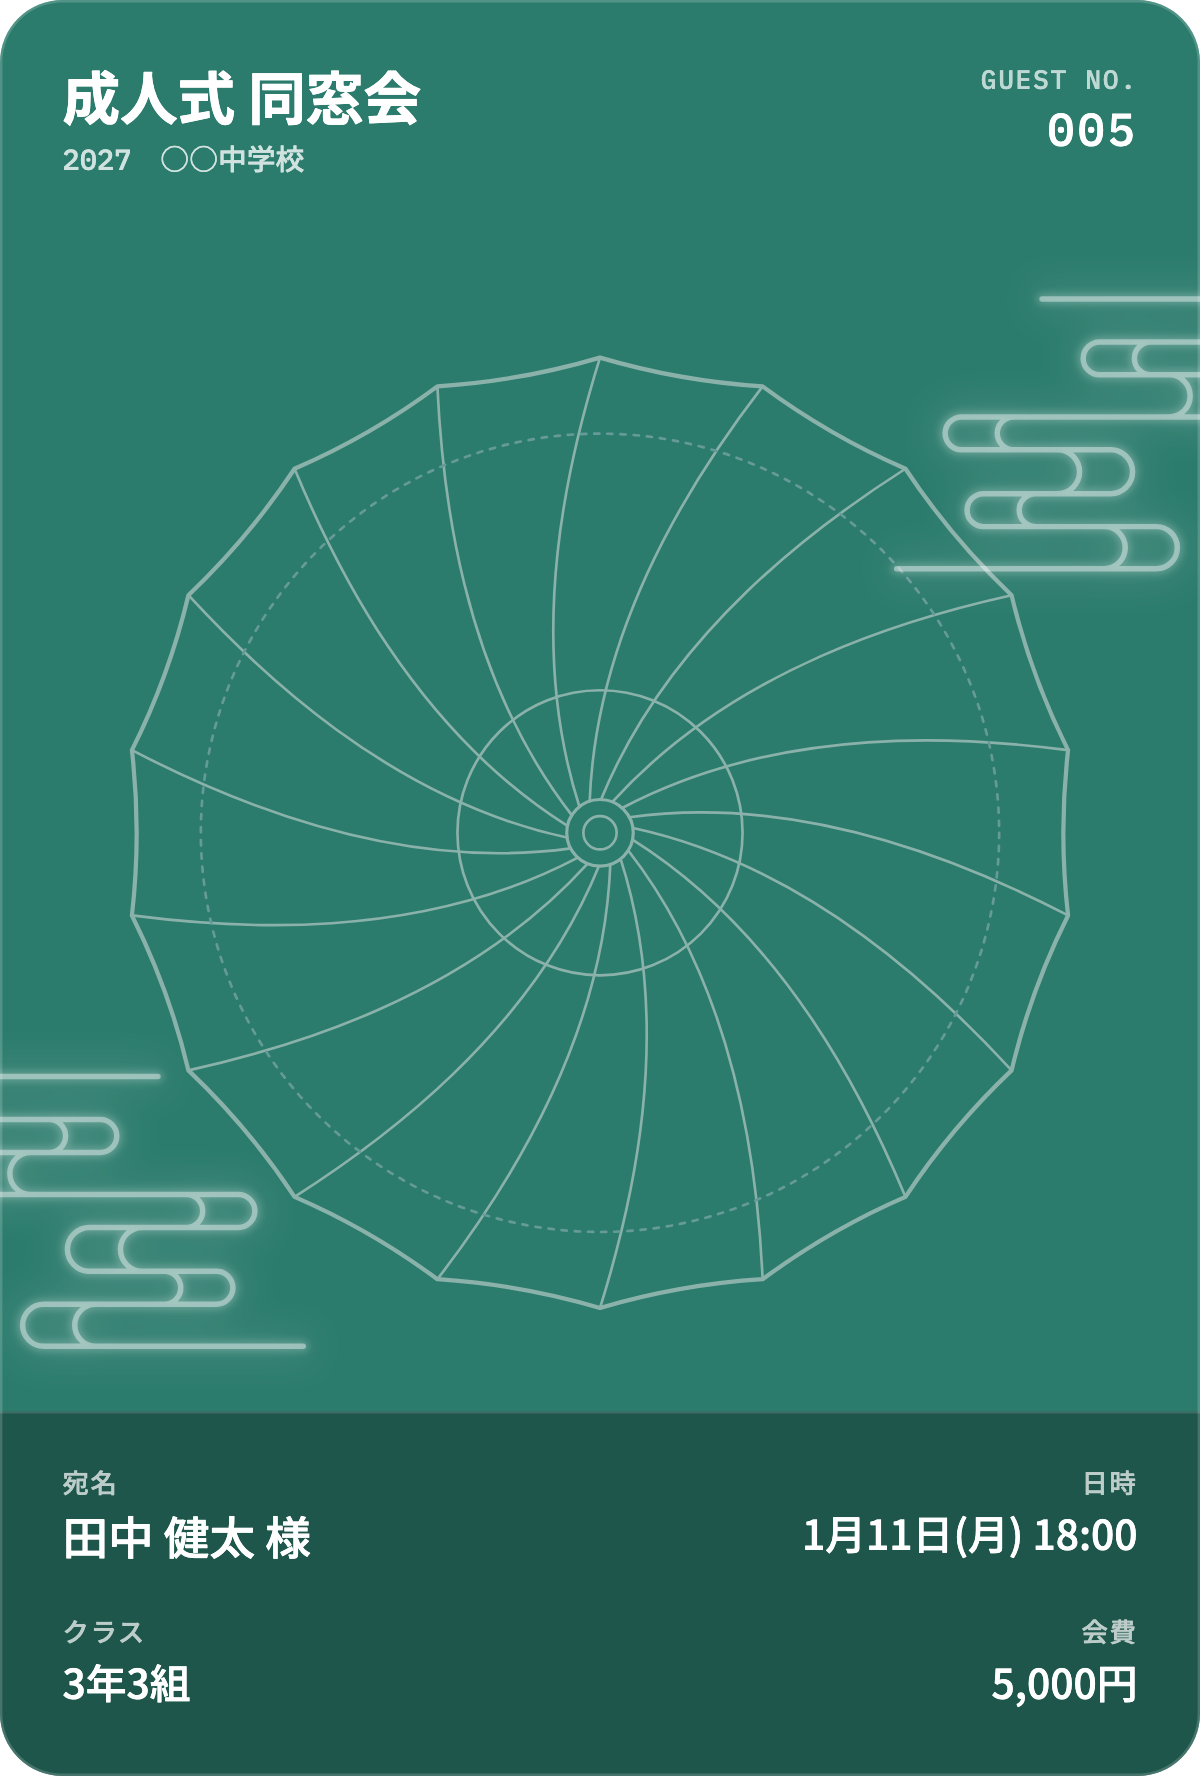 成人式 同窓会
2027　○○中学校
GUEST NO.
005
宛名
田中 健太 様
日時
1月11日(月) 18:00
クラス
3年3組
会費
5,000円